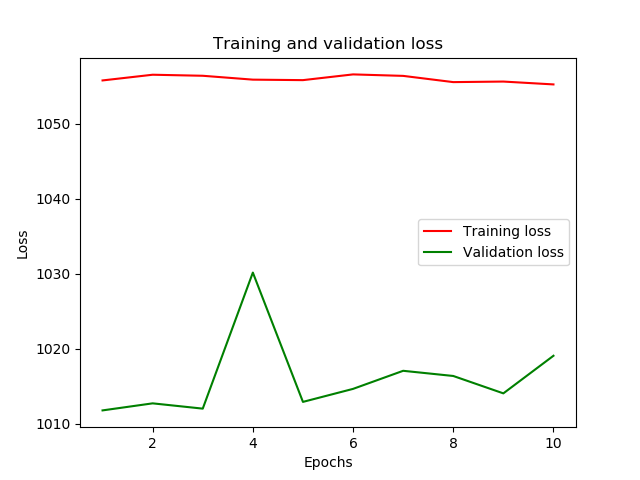 Training and validation loss
1050
1040
1030
1020
1010
Loss
Training loss
Validation loss
2
4
6
8
10
Epochs